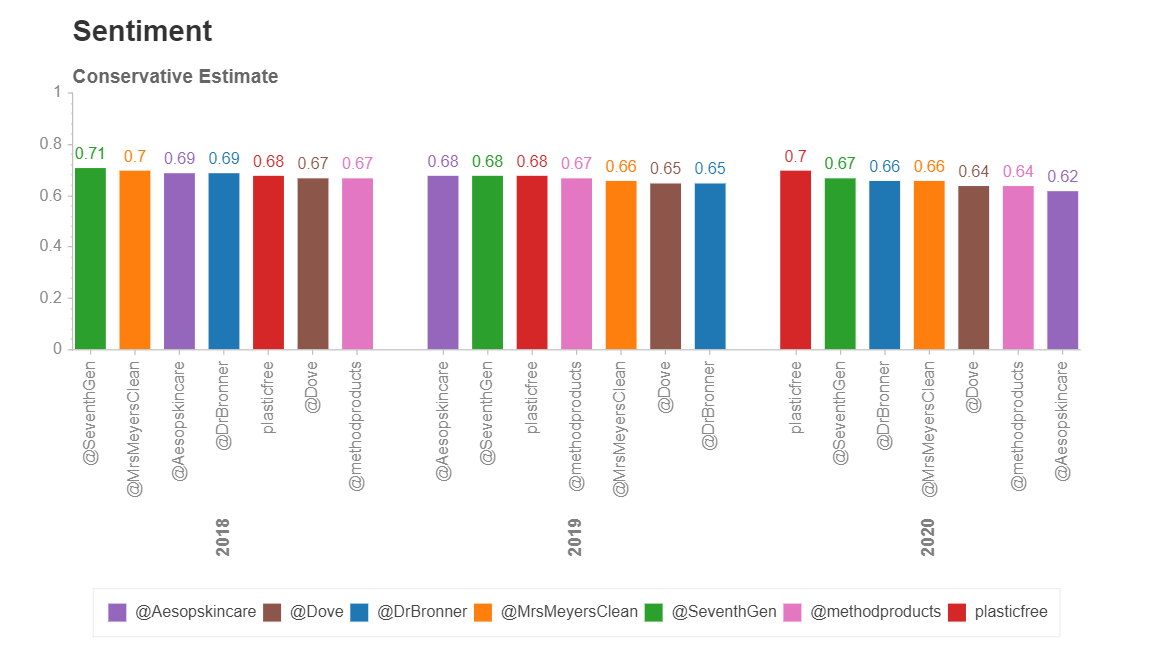 Sentiment
Conservative Estimate
1
0.8
0.6
0.4
0.2
0
0.71 0.7 0.69 0.69 0.68 0.67 0.67
0.68 0.68 0.68 0.67 0.66 0.65 0.65
0.7 0.67 0.66 0.66 0.64 0.64 0.62
@SeventhGen
@MrsMeyersClean
@Aesopskincare
@DrBronner
plasticfree
@Dove
@methodproducts
@Aesopskincare
@SeventhGen
plasticfree
@methodproducts
@MrsMeyersClean
@Dove
@DrBronner
plasticfree
@SeventhGen
@DrBronner
@MrsMeyersClean
@Dove
@methodproducts
@Aesopskincare
2018
2019
2020
@Aesopskincare @Dove @DrBronner @MrsMeyersClean @SeventhGen @methodproducts plasticfree